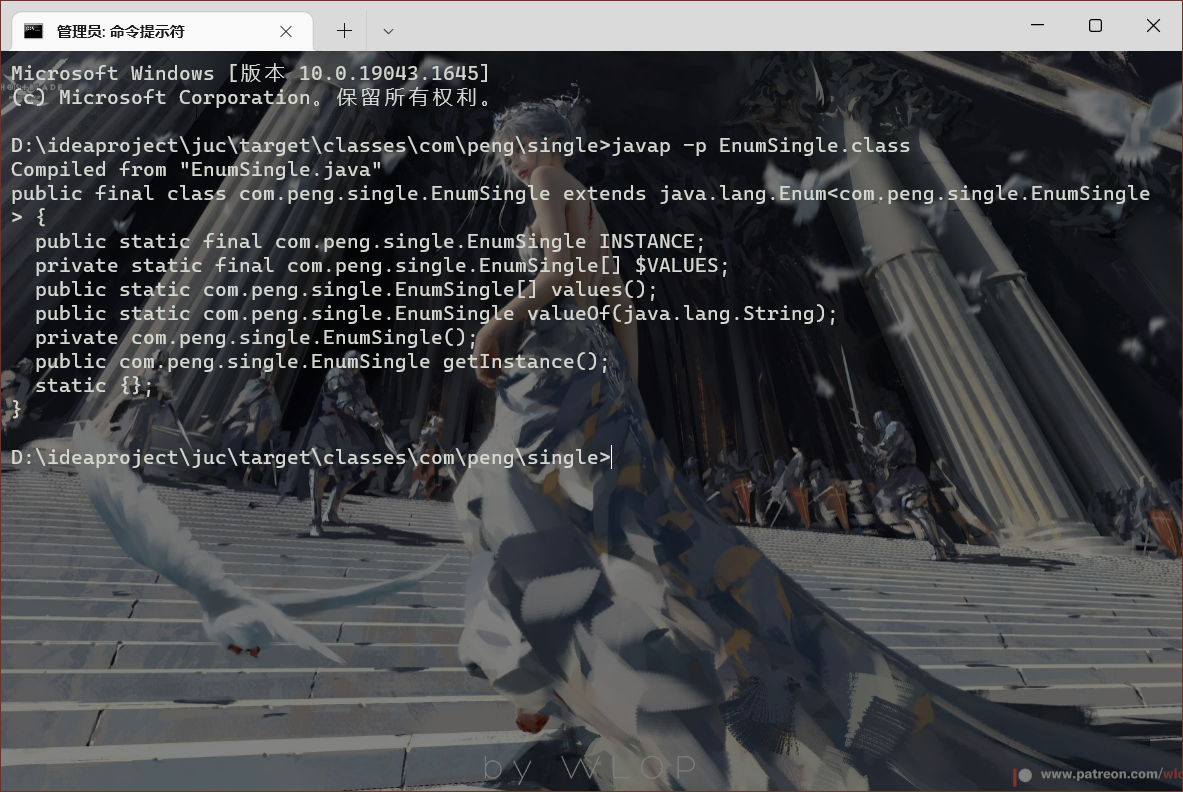 管理员: 命令提示符
Microsoft Windows [版本 10.0.19043.1645]
(c) Microsoft Corporation。保留所有权利。
D:\ideaproject\juc\target\classes\com\peng\single>javap -p EnumSingle.class
Compiled from "EnumSingle.java"
public final class com.peng.single.EnumSingle extends java.lang.Enum<com.peng.single.EnumSingle
> {
  public static final com.peng.single.EnumSingle INSTANCE;
  private static final com.peng.single.EnumSingle[] $VALUES;
  public static com.peng.single.EnumSingle[] values();
  public static com.peng.single.EnumSingle valueOf(java.lang.String);
  private com.peng.single.EnumSingle();
  public com.peng.single.EnumSingle getInstance();
  static {};
}
D:\ideaproject\juc\target\classes\com\peng\single>
by WLOP
www.patreon.com/wlo